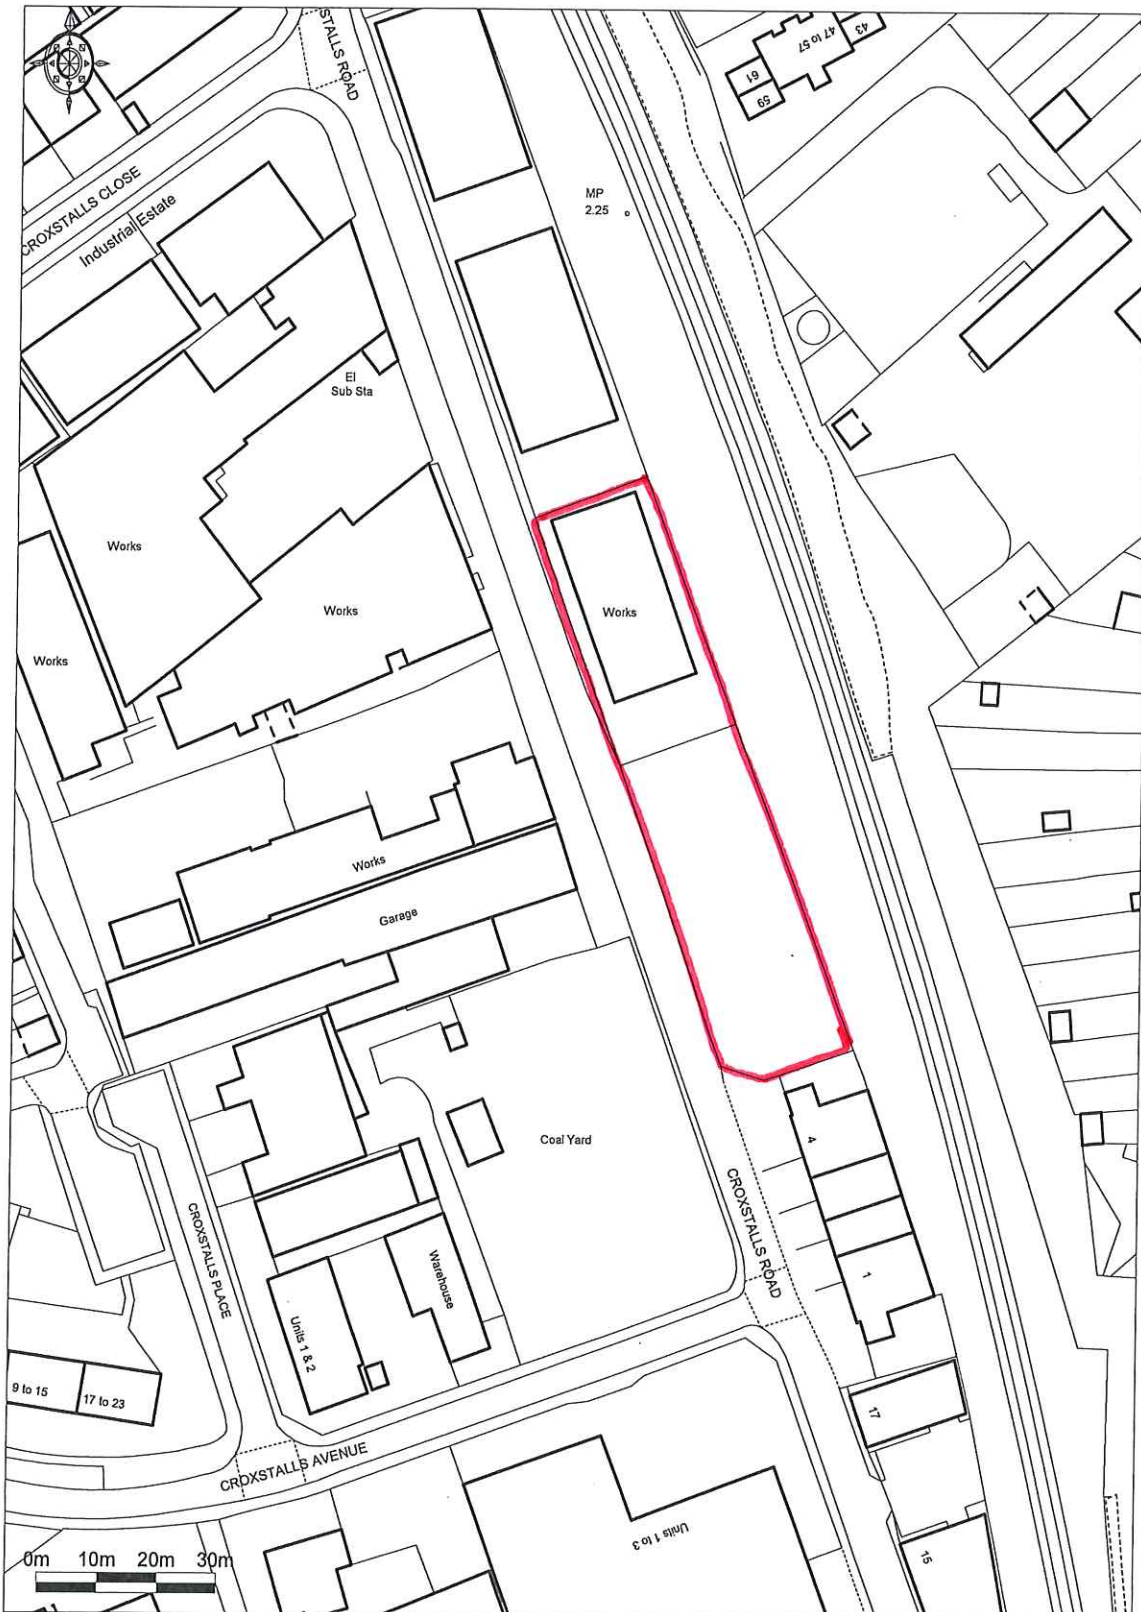 STALLS ROAD
47 to 57
43
61
59
CROXSTALLS CLOSE
Industrial Estate
MP
2.25
El
Sub Sta
Works
Works
Works
Works
Works
Garage
Coal Yard
4
CROXSTALLS ROAD
CROXSTALLS PLACE
Warehouse
1
Units 1 & 2
9 to 15
17 to 23
17
CROXSTALLS AVENUE
Units 1 to 3
15
0m 10m 20m 30m